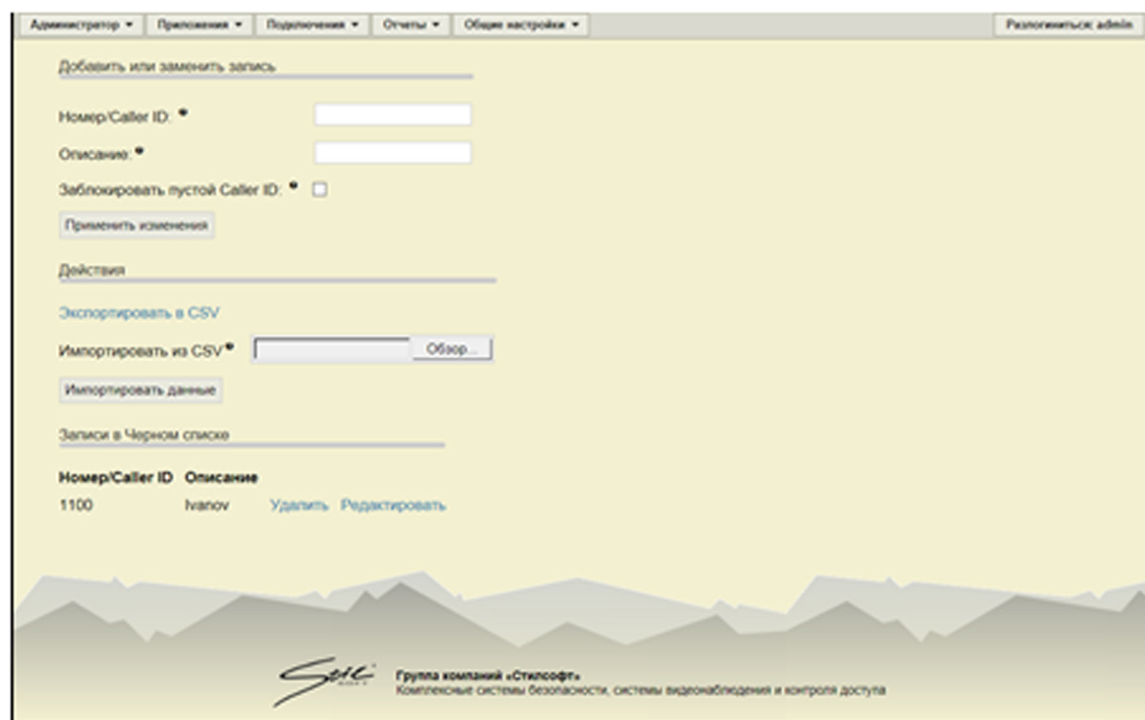 Администратор Приложения Подключения Отчеты Общие настройки Разлогиниться: admin
Добавить или заменить запись
Номер/Caller ID:
Описание:
Заблокировать пустой Caller ID:
Применить изменения
Действия
Экспортировать в CSV
Импортировать из CSV Обзор...
Импортировать данные
Записи в Черном списке
Номер/Caller ID Описание
1100 Ivanov Удалить Редактировать
Группа компаний «Стилсофт»
Комплексные системы безопасности, системы видеонаблюдения и контроля доступа